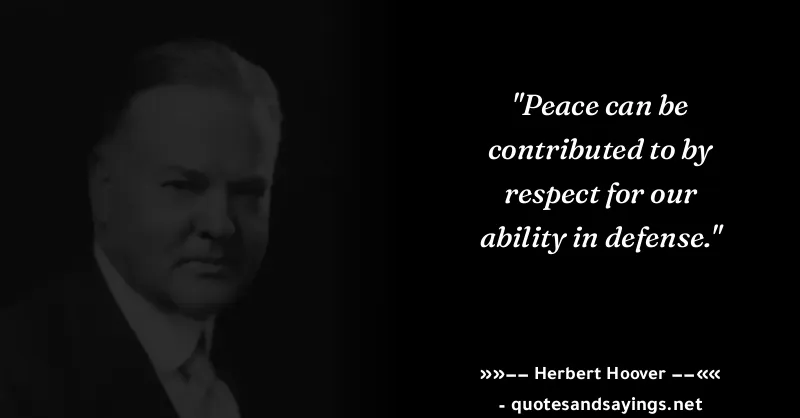 "Peace can be
contributed to by
respect for our
ability in defense."
»»–– Herbert Hoover ––««
- quotesandsayings.net